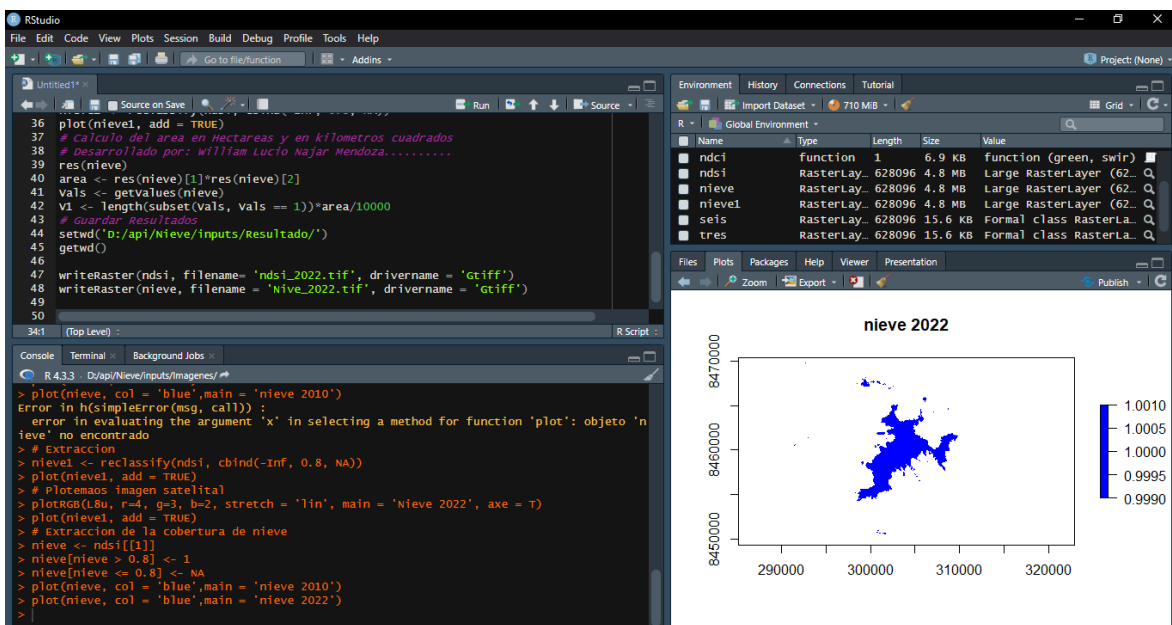 RStudio
File Edit Code View Plots Session Build Debug Profile Tools Help
Go to file/function Addins Project: (None)
Untitled1*
Source on Save Run Source
36 plot(nieve1, add = TRUE)
37 # Calculo del area en Hectareas y en kilometros cuadrados
38 # Desarrollado por: William Lucio Najar Mendoza..........
39 res(nieve)
40 area <- res(nieve)[1]*res(nieve)[2]
41 Vals <- getValues(nieve)
42 V1 <- length(subset(Vals, Vals == 1))*area/10000
43 # Guardar Resultados
44 setwd('D:/api/Nieve/inputs/Resultado/')
45 getwd()
46
47 writeRaster(ndsi, filename= 'ndsi_2022.tif', drivername = 'Gtiff')
48 writeRaster(nieve, filename = 'Nive_2022.tif', drivername = 'Gtiff')
49
50
34:1 (Top Level) R Script
Console Terminal Background Jobs
R 4.3.3 · D:/api/Nieve/inputs/Imagenes/
> plot(nieve, col = 'blue',main = 'nieve 2010')
Error in h(simpleError(msg, call)) :
error in evaluating the argument 'x' in selecting a method for function 'plot': objeto 'n
ieve' no encontrado
> # Extraccion
> nieve1 <- reclassify(ndsi, cbind(-Inf, 0.8, NA))
> plot(nieve1, add = TRUE)
> # Plotemaos imagen satelital
> plotRGB(L8u, r=4, g=3, b=2, stretch = 'lin', main = 'Nieve 2022', axe = T)
> plot(nieve1, add = TRUE)
> # Extraccion de la cobertura de nieve
> nieve <- ndsi[[1]]
> nieve[nieve > 0.8] <- 1
> nieve[nieve <= 0.8] <- NA
> plot(nieve, col = 'blue',main = 'nieve 2010')
> plot(nieve, col = 'blue',main = 'nieve 2022')
>
Environment History Connections Tutorial
Import Dataset 710 MiB Grid
R Global Environment
Name Type Length Size Value
ndci function 1 6.9 KB function (green, swir)
ndsi RasterLay… 628096 4.8 MB Large RasterLayer (62…
nieve RasterLay… 628096 4.8 MB Large RasterLayer (62…
nieve1 RasterLay… 628096 4.8 MB Large RasterLayer (62…
seis RasterLay… 628096 15.6 KB Formal class RasterLa…
tres RasterLay… 628096 15.6 KB Formal class RasterLa…
Files Plots Packages Help Viewer Presentation
Zoom Export Publish
nieve 2022
8470000
8460000
8450000
290000 300000 310000 320000
1.0010
1.0005
1.0000
0.9995
0.9990